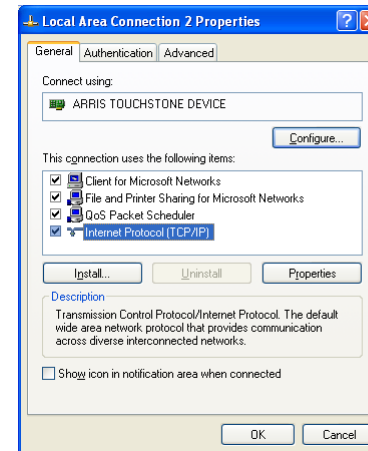 Local Area Connection 2 Properties
General Authentication Advanced
Connect using:
ARRIS TOUCHSTONE DEVICE
Configure...
This connection uses the following items:
Client for Microsoft Networks
File and Printer Sharing for Microsoft Networks
QoS Packet Scheduler
Internet Protocol (TCP/IP)
Install... Uninstall Properties
Description
Transmission Control Protocol/Internet Protocol. The default
wide area network protocol that provides communication
across diverse interconnected networks.
Show icon in notification area when connected
OK Cancel